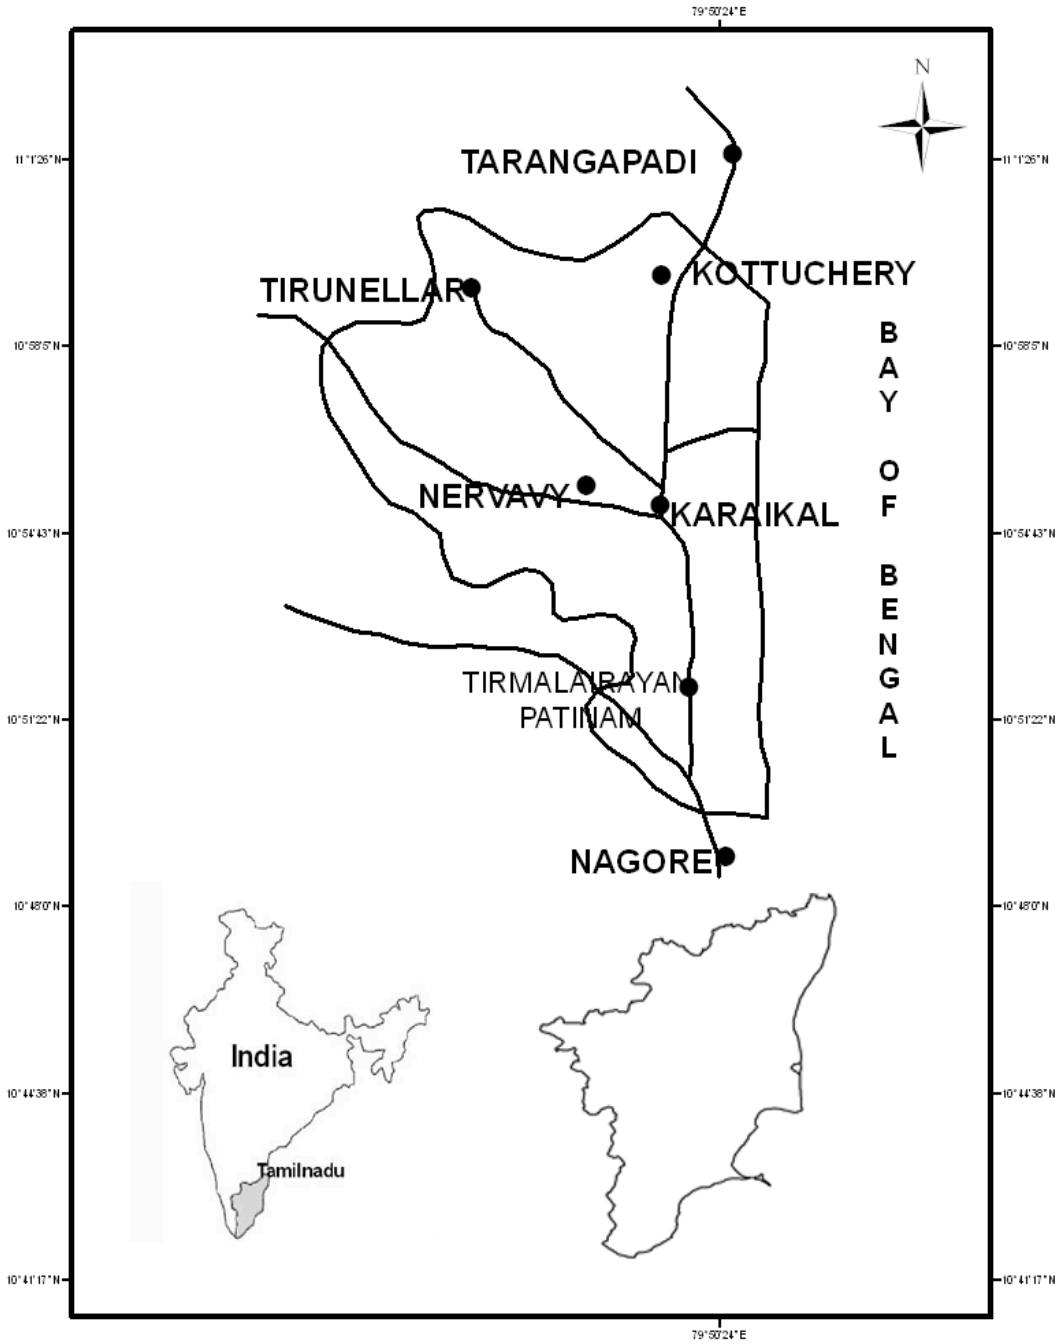 79°50'24"E
N
TARANGAPADI
11°1'26"N
11°1'26"N
KOTTUCHERY
TIRUNELLAR
10°58'5"N
10°58'5"N
BAY OF BENGAL
NERVAVY
KARAIKAL
10°54'43"N
10°54'43"N
TIRMALAIRAYAN
PATINAM
10°51'22"N
10°51'22"N
NAGORE
10°48'0"N
10°48'0"N
India
10°44'38"N
10°44'38"N
Tamilnadu
10°41'17"N
10°41'17"N
79°50'24"E